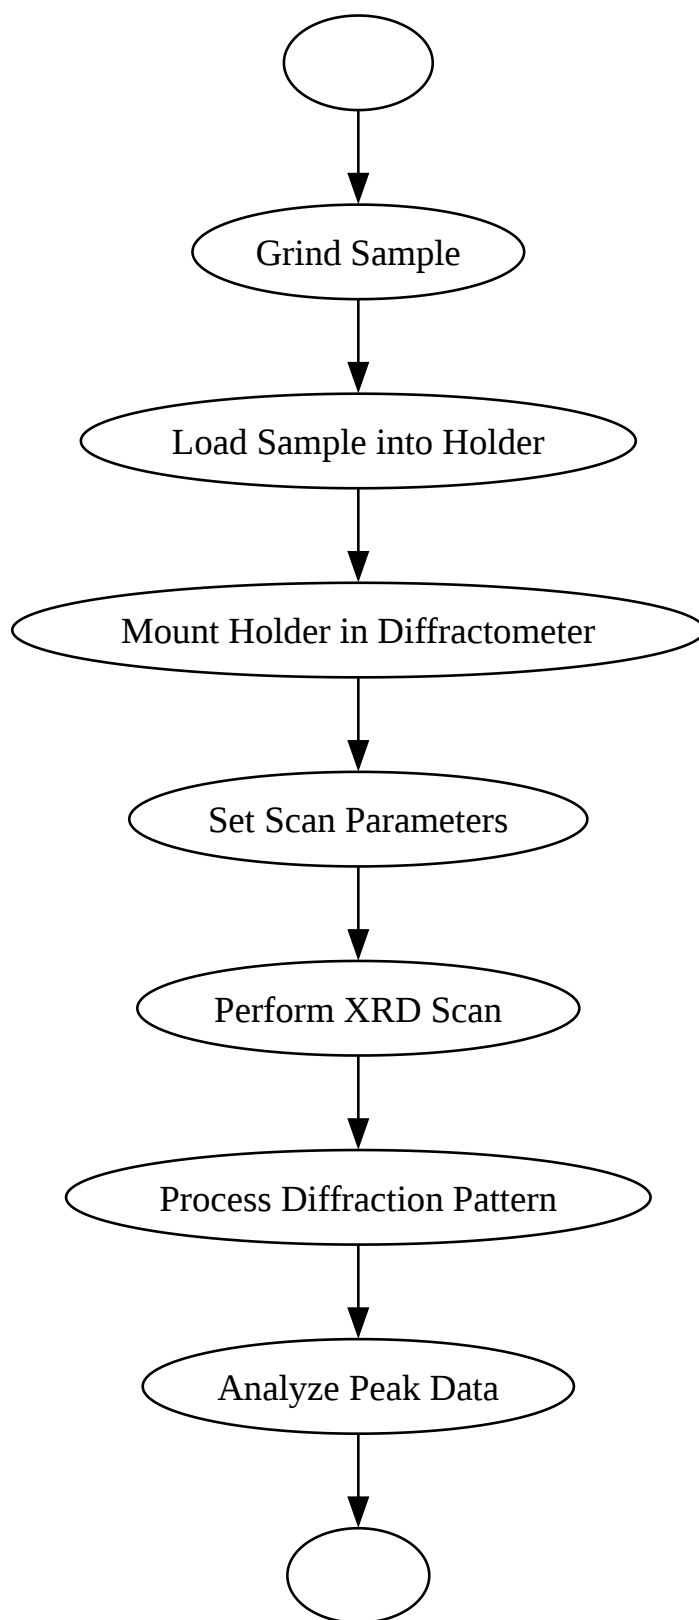 Grind Sample
Load Sample into Holder
Mount Holder in Diffractometer
Set Scan Parameters
Perform XRD Scan
Process Diffraction Pattern
Analyze Peak Data